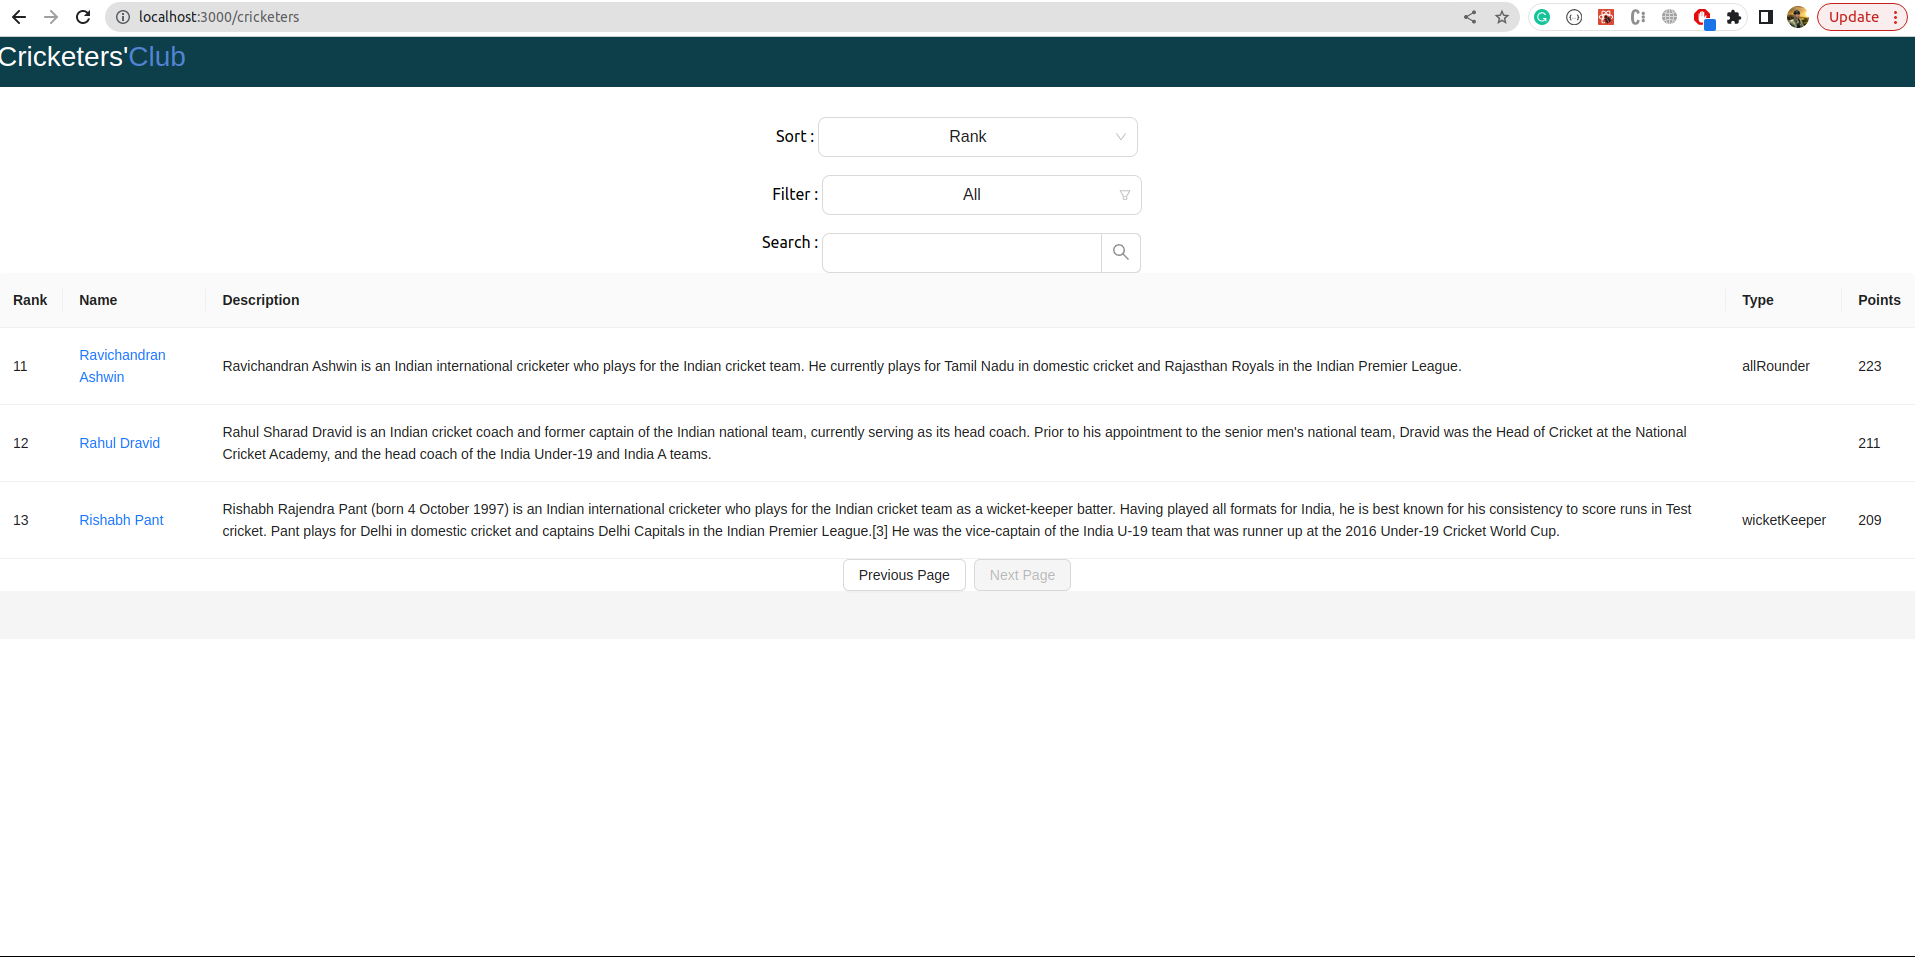 localhost:3000/cricketers
Update
Cricketers'Club
Sort : Rank
Filter : All
Search :
Rank Name Description Type Points
11 Ravichandran Ashwin Ravichandran Ashwin is an Indian international cricketer who plays for the Indian cricket team. He currently plays for Tamil Nadu in domestic cricket and Rajasthan Royals in the Indian Premier League. allRounder 223
12 Rahul Dravid Rahul Sharad Dravid is an Indian cricket coach and former captain of the Indian national team, currently serving as its head coach. Prior to his appointment to the senior men's national team, Dravid was the Head of Cricket at the National
Cricket Academy, and the head coach of the India Under-19 and India A teams. 211
13 Rishabh Pant Rishabh Rajendra Pant (born 4 October 1997) is an Indian international cricketer who plays for the Indian cricket team as a wicket-keeper batter. Having played all formats for India, he is best known for his consistency to score runs in Test
cricket. Pant plays for Delhi in domestic cricket and captains Delhi Capitals in the Indian Premier League.[3] He was the vice-captain of the India U-19 team that was runner up at the 2016 Under-19 Cricket World Cup. wicketKeeper 209
Previous Page Next Page